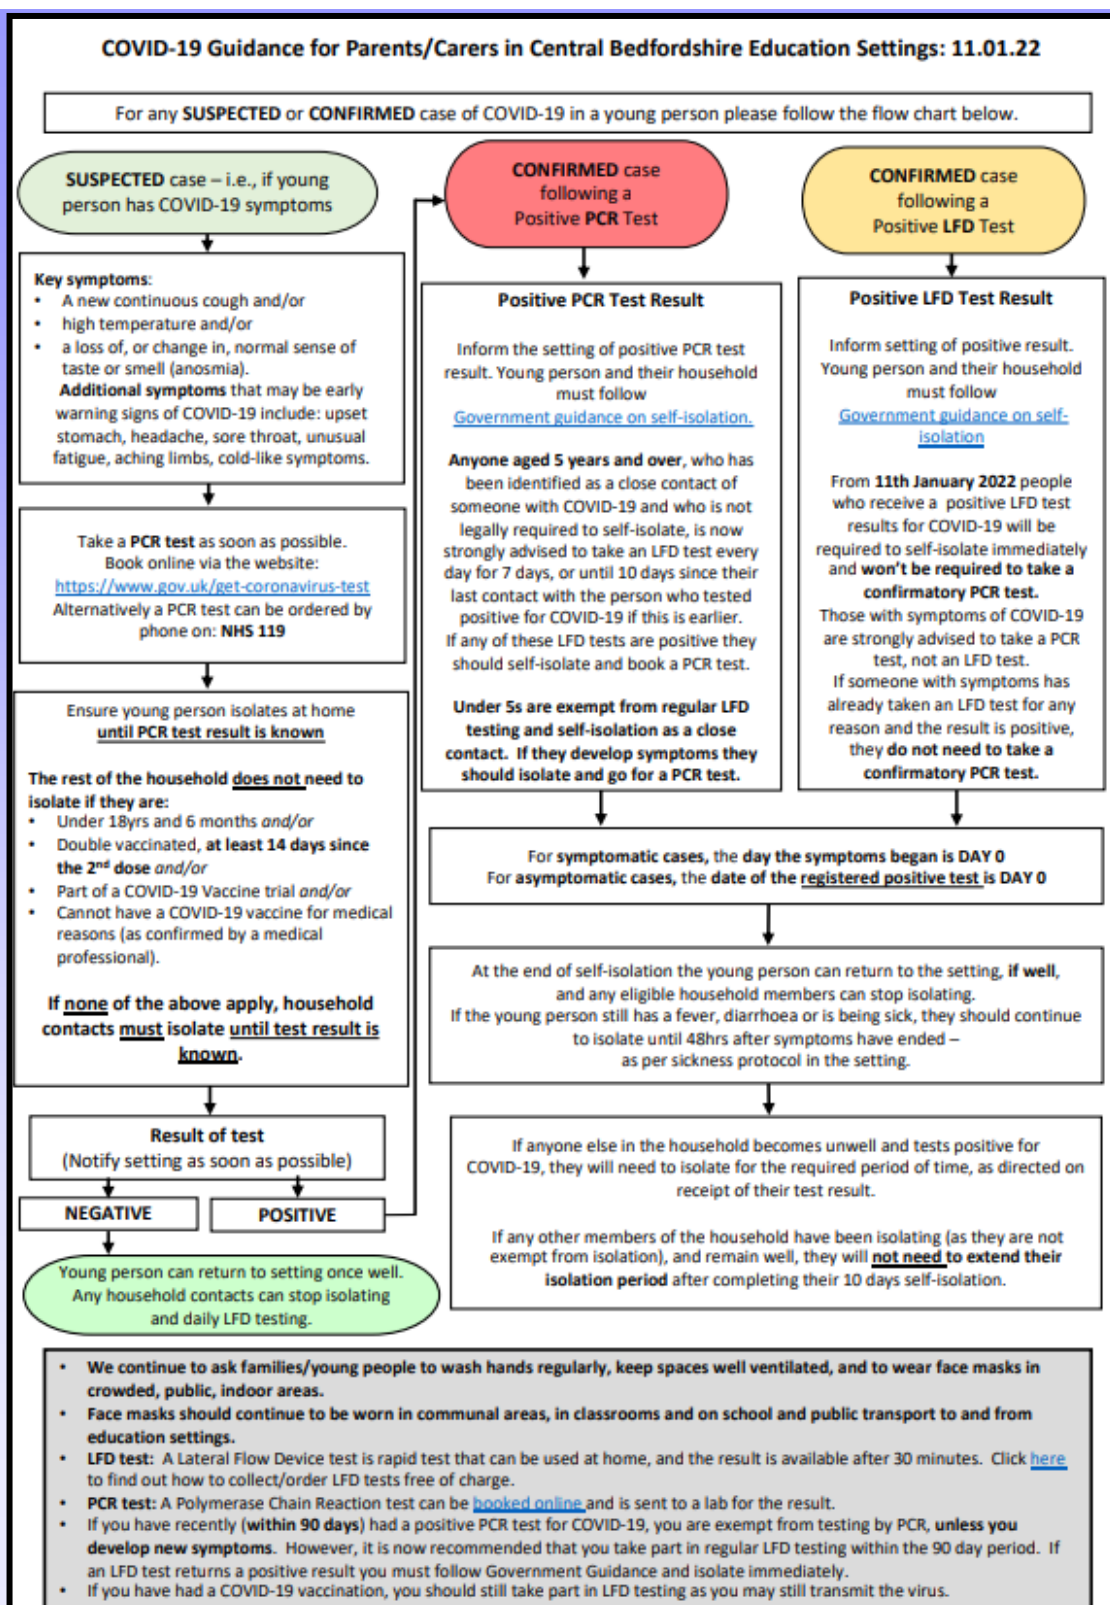 COVID-19 Guidance for Parents/Carers in Central Bedfordshire Education Settings: 11.01.22
For any SUSPECTED or CONFIRMED case of COVID-19 in a young person please follow the flow chart below.
SUSPECTED case – i.e., if young
person has COVID-19 symptoms
Key symptoms:
• A new continuous cough and/or
• high temperature and/or
• a loss of, or change in, normal sense of
taste or smell (anosmia).
Additional symptoms that may be early
warning signs of COVID-19 include: upset
stomach, headache, sore throat, unusual
fatigue, aching limbs, cold-like symptoms.
Take a PCR test as soon as possible.
Book online via the website:
https://www.gov.uk/get-coronavirus-test
Alternatively a PCR test can be ordered by
phone on: NHS 119
Ensure young person isolates at home
until PCR test result is known
The rest of the household does not need to
isolate if they are:
• Under 18yrs and 6 months and/or
• Double vaccinated, at least 14 days since
the 2nd dose and/or
• Part of a COVID-19 Vaccine trial and/or
• Cannot have a COVID-19 vaccine for medical
reasons (as confirmed by a medical
professional).
If none of the above apply, household
contacts must isolate until test result is
known.
Result of test
(Notify setting as soon as possible)
NEGATIVE
POSITIVE
Young person can return to setting once well.
Any household contacts can stop isolating
and daily LFD testing.
CONFIRMED case
following a
Positive PCR Test
Positive PCR Test Result
Inform the setting of positive PCR test
result. Young person and their household
must follow
Government guidance on self-isolation.
Anyone aged 5 years and over, who has
been identified as a close contact of
someone with COVID-19 and who is not
legally required to self-isolate, is now
strongly advised to take an LFD test every
day for 7 days, or until 10 days since their
last contact with the person who tested
positive for COVID-19 if this is earlier.
If any of these LFD tests are positive they
should self-isolate and book a PCR test.
Under 5s are exempt from regular LFD
testing and self-isolation as a close
contact. If they develop symptoms they
should isolate and go for a PCR test.
CONFIRMED case
following a
Positive LFD Test
Positive LFD Test Result
Inform setting of positive result.
Young person and their household
must follow
Government guidance on self-
isolation
From 11th January 2022 people
who receive a positive LFD test
results for COVID-19 will be
required to self-isolate immediately
and won't be required to take a
confirmatory PCR test.
Those with symptoms of COVID-19
are strongly advised to take a PCR
test, not an LFD test.
If someone with symptoms has
already taken an LFD test for any
reason and the result is positive,
they do not need to take a
confirmatory PCR test.
For symptomatic cases, the day the symptoms began is DAY 0
For asymptomatic cases, the date of the registered positive test is DAY 0
At the end of self-isolation the young person can return to the setting, if well,
and any eligible household members can stop isolating.
If the young person still has a fever, diarrhoea or is being sick, they should continue
to isolate until 48hrs after symptoms have ended –
as per sickness protocol in the setting.
If anyone else in the household becomes unwell and tests positive for
COVID-19, they will need to isolate for the required period of time, as directed on
receipt of their test result.
If any other members of the household have been isolating (as they are not
exempt from isolation), and remain well, they will not need to extend their
isolation period after completing their 10 days self-isolation.
• We continue to ask families/young people to wash hands regularly, keep spaces well ventilated, and to wear face masks in
crowded, public, indoor areas.
• Face masks should continue to be worn in communal areas, in classrooms and on school and public transport to and from
education settings.
• LFD test: A Lateral Flow Device test is rapid test that can be used at home, and the result is available after 30 minutes. Click here
to find out how to collect/order LFD tests free of charge.
• PCR test: A Polymerase Chain Reaction test can be booked online and is sent to a lab for the result.
• If you have recently (within 90 days) had a positive PCR test for COVID-19, you are exempt from testing by PCR, unless you
develop new symptoms. However, it is now recommended that you take part in regular LFD testing within the 90 day period. If
an LFD test returns a positive result you must follow Government Guidance and isolate immediately.
• If you have had a COVID-19 vaccination, you should still take part in LFD testing as you may still transmit the virus.